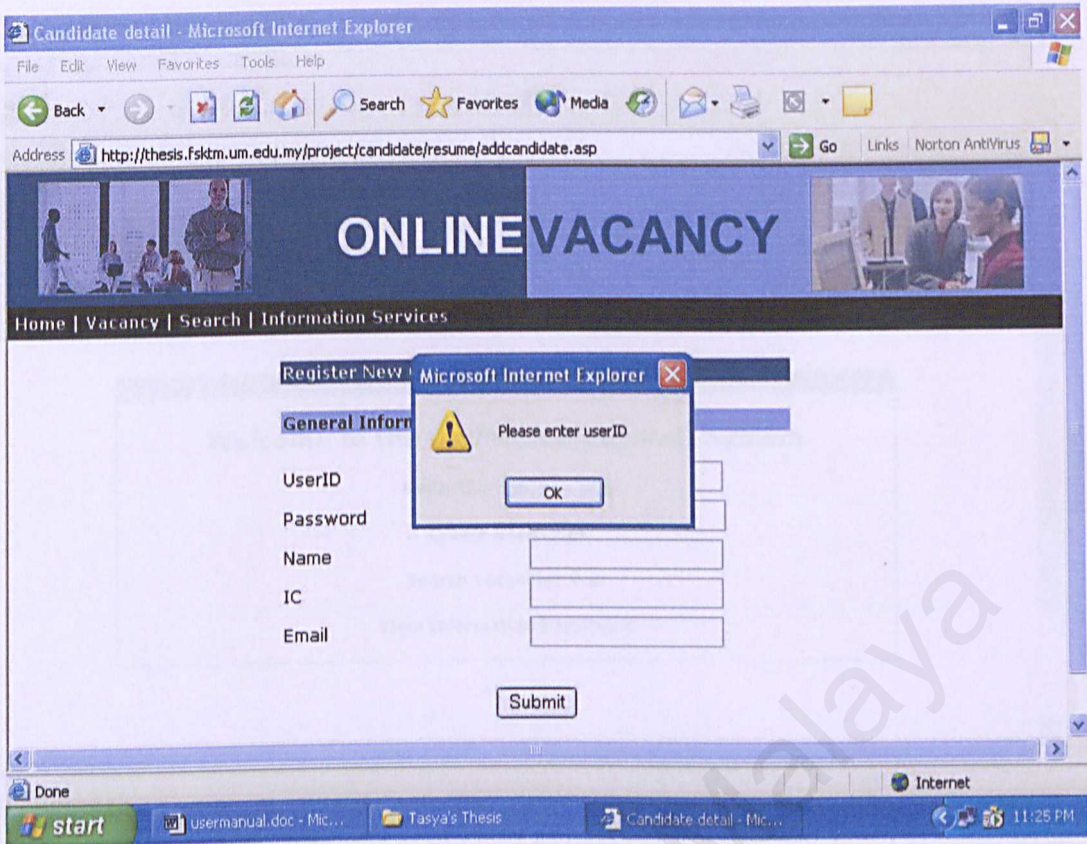 Candidate detail - Microsoft Internet Explorer
File Edit View Favorites Tools Help
Back Search Favorites Media
Address http://thesis.fsktm.um.edu.my/project/candidate/resume/addcandidate.asp Go Links Norton AntiVirus
ONLINEVACANCY
Home | Vacancy | Search | Information Services
Register New
Microsoft Internet Explorer
General Inform
Please enter userID
UserID
OK
Password
Name
IC
Email
Submit
Done Internet
start usermanual.doc - Mic... Tasya's Thesis Candidate detail - Mic... 11:25 PM
Malaya